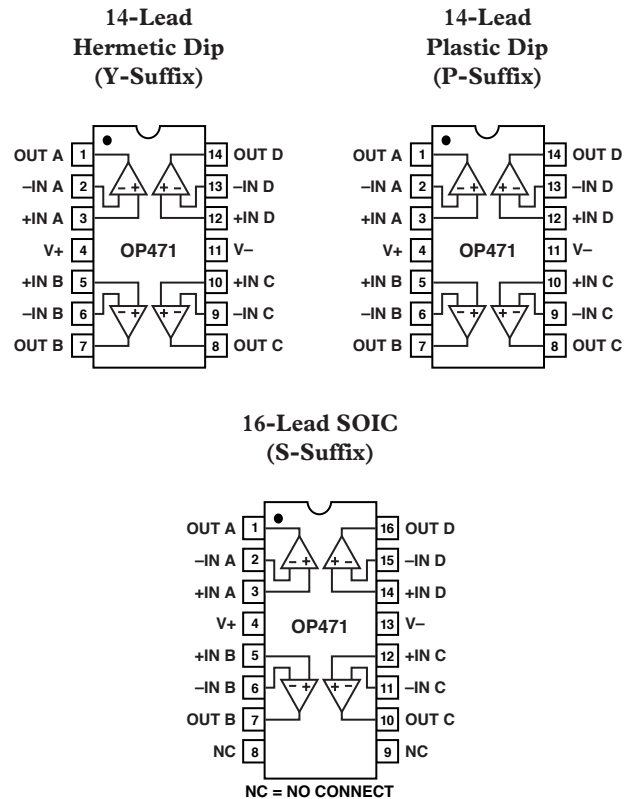 14-Lead
Hermetic Dip
(Y-Suffix)
14-Lead
Plastic Dip
(P-Suffix)
OUT A 1 14 OUT D
–IN A 2 – + + – 13 –IN D
+IN A 3 12 +IN D
V+ 4 OP471 11 V–
+IN B 5 10 +IN C
–IN B 6 – + + – 9 –IN C
OUT B 7 8 OUT C
OUT A 1 14 OUT D
–IN A 2 – + + – 13 –IN D
+IN A 3 12 +IN D
V+ 4 OP471 11 V–
+IN B 5 10 +IN C
–IN B 6 – + + – 9 –IN C
OUT B 7 8 OUT C
16-Lead SOIC
(S-Suffix)
OUT A 1 16 OUT D
–IN A 2 – + + – 15 –IN D
+IN A 3 14 +IN D
V+ 4 OP471 13 V–
+IN B 5 12 +IN C
–IN B 6 – + + – 11 –IN C
OUT B 7 10 OUT C
NC 8 9 NC
NC = NO CONNECT